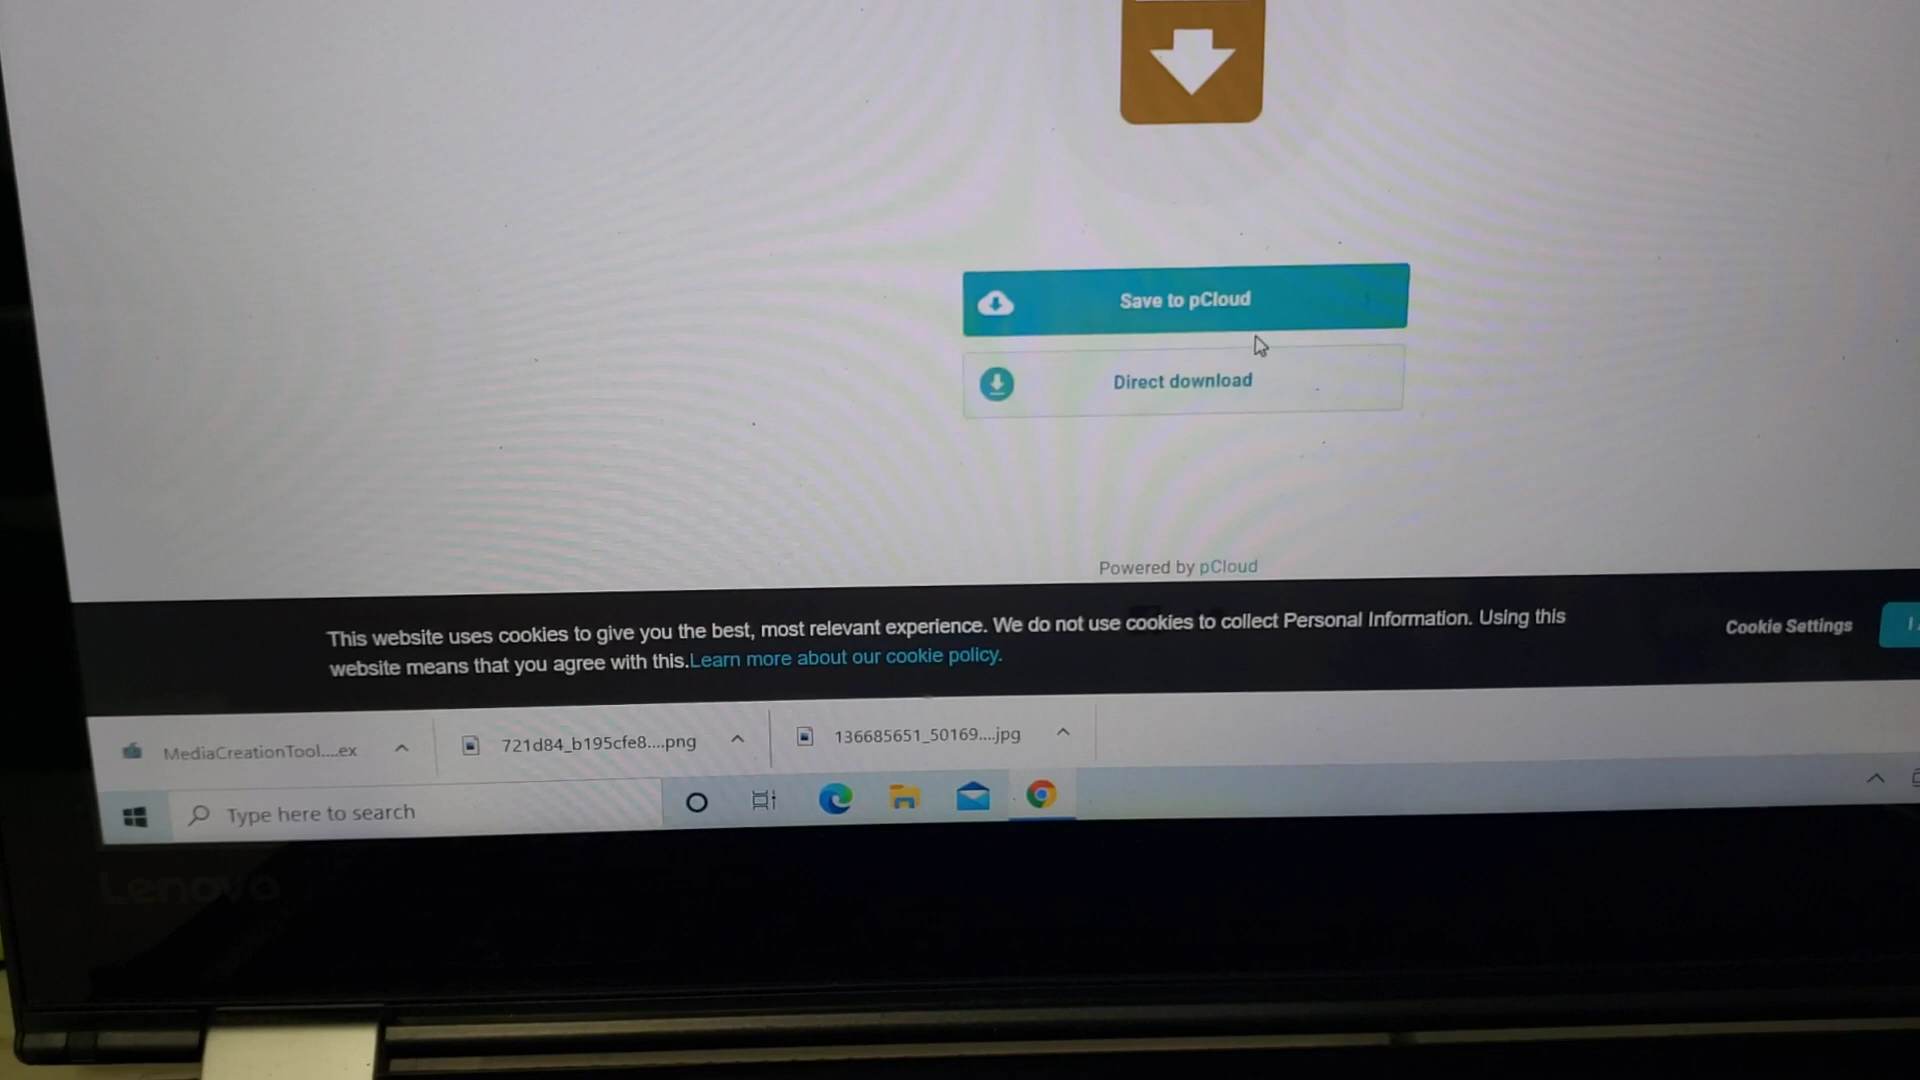 Save to pCloud
Direct download
Powered by pCloud
This website uses cookies to give you the best, most relevant experience. We do not use cookies to collect Personal Information. Using this
website means that you agree with this.Learn more about our cookie policy.
Cookie Settings
MediaCreationTool....ex
721d84_b195cfe8....png
136685651_50169....jpg
Type here to search
Lenovo